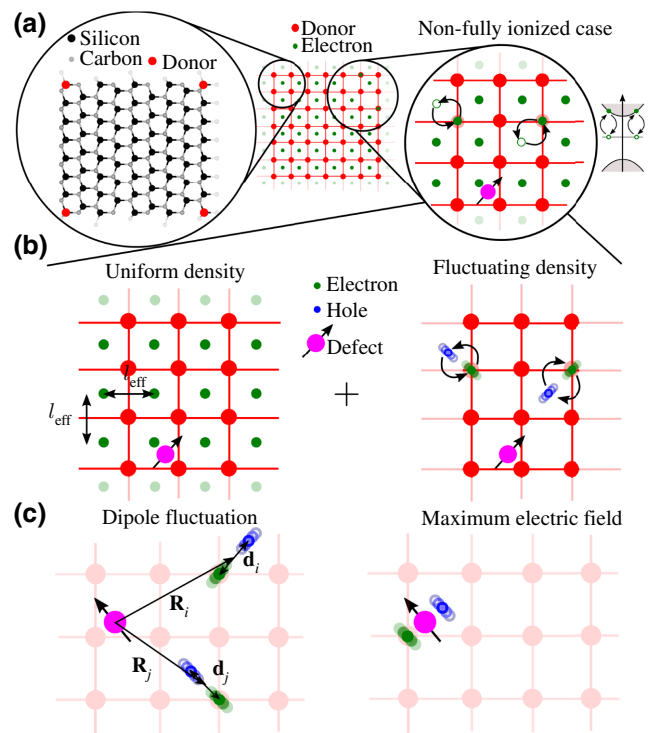 (a)
Silicon
Carbon
Donor
Donor
Electron
Non-fully ionized case
(b)
Uniform density
Electron
Hole
Defect
Fluctuating density
l_eff
l_eff
+
(c)
Dipole fluctuation
Maximum electric field
d_i
R_i
R_j
d_j